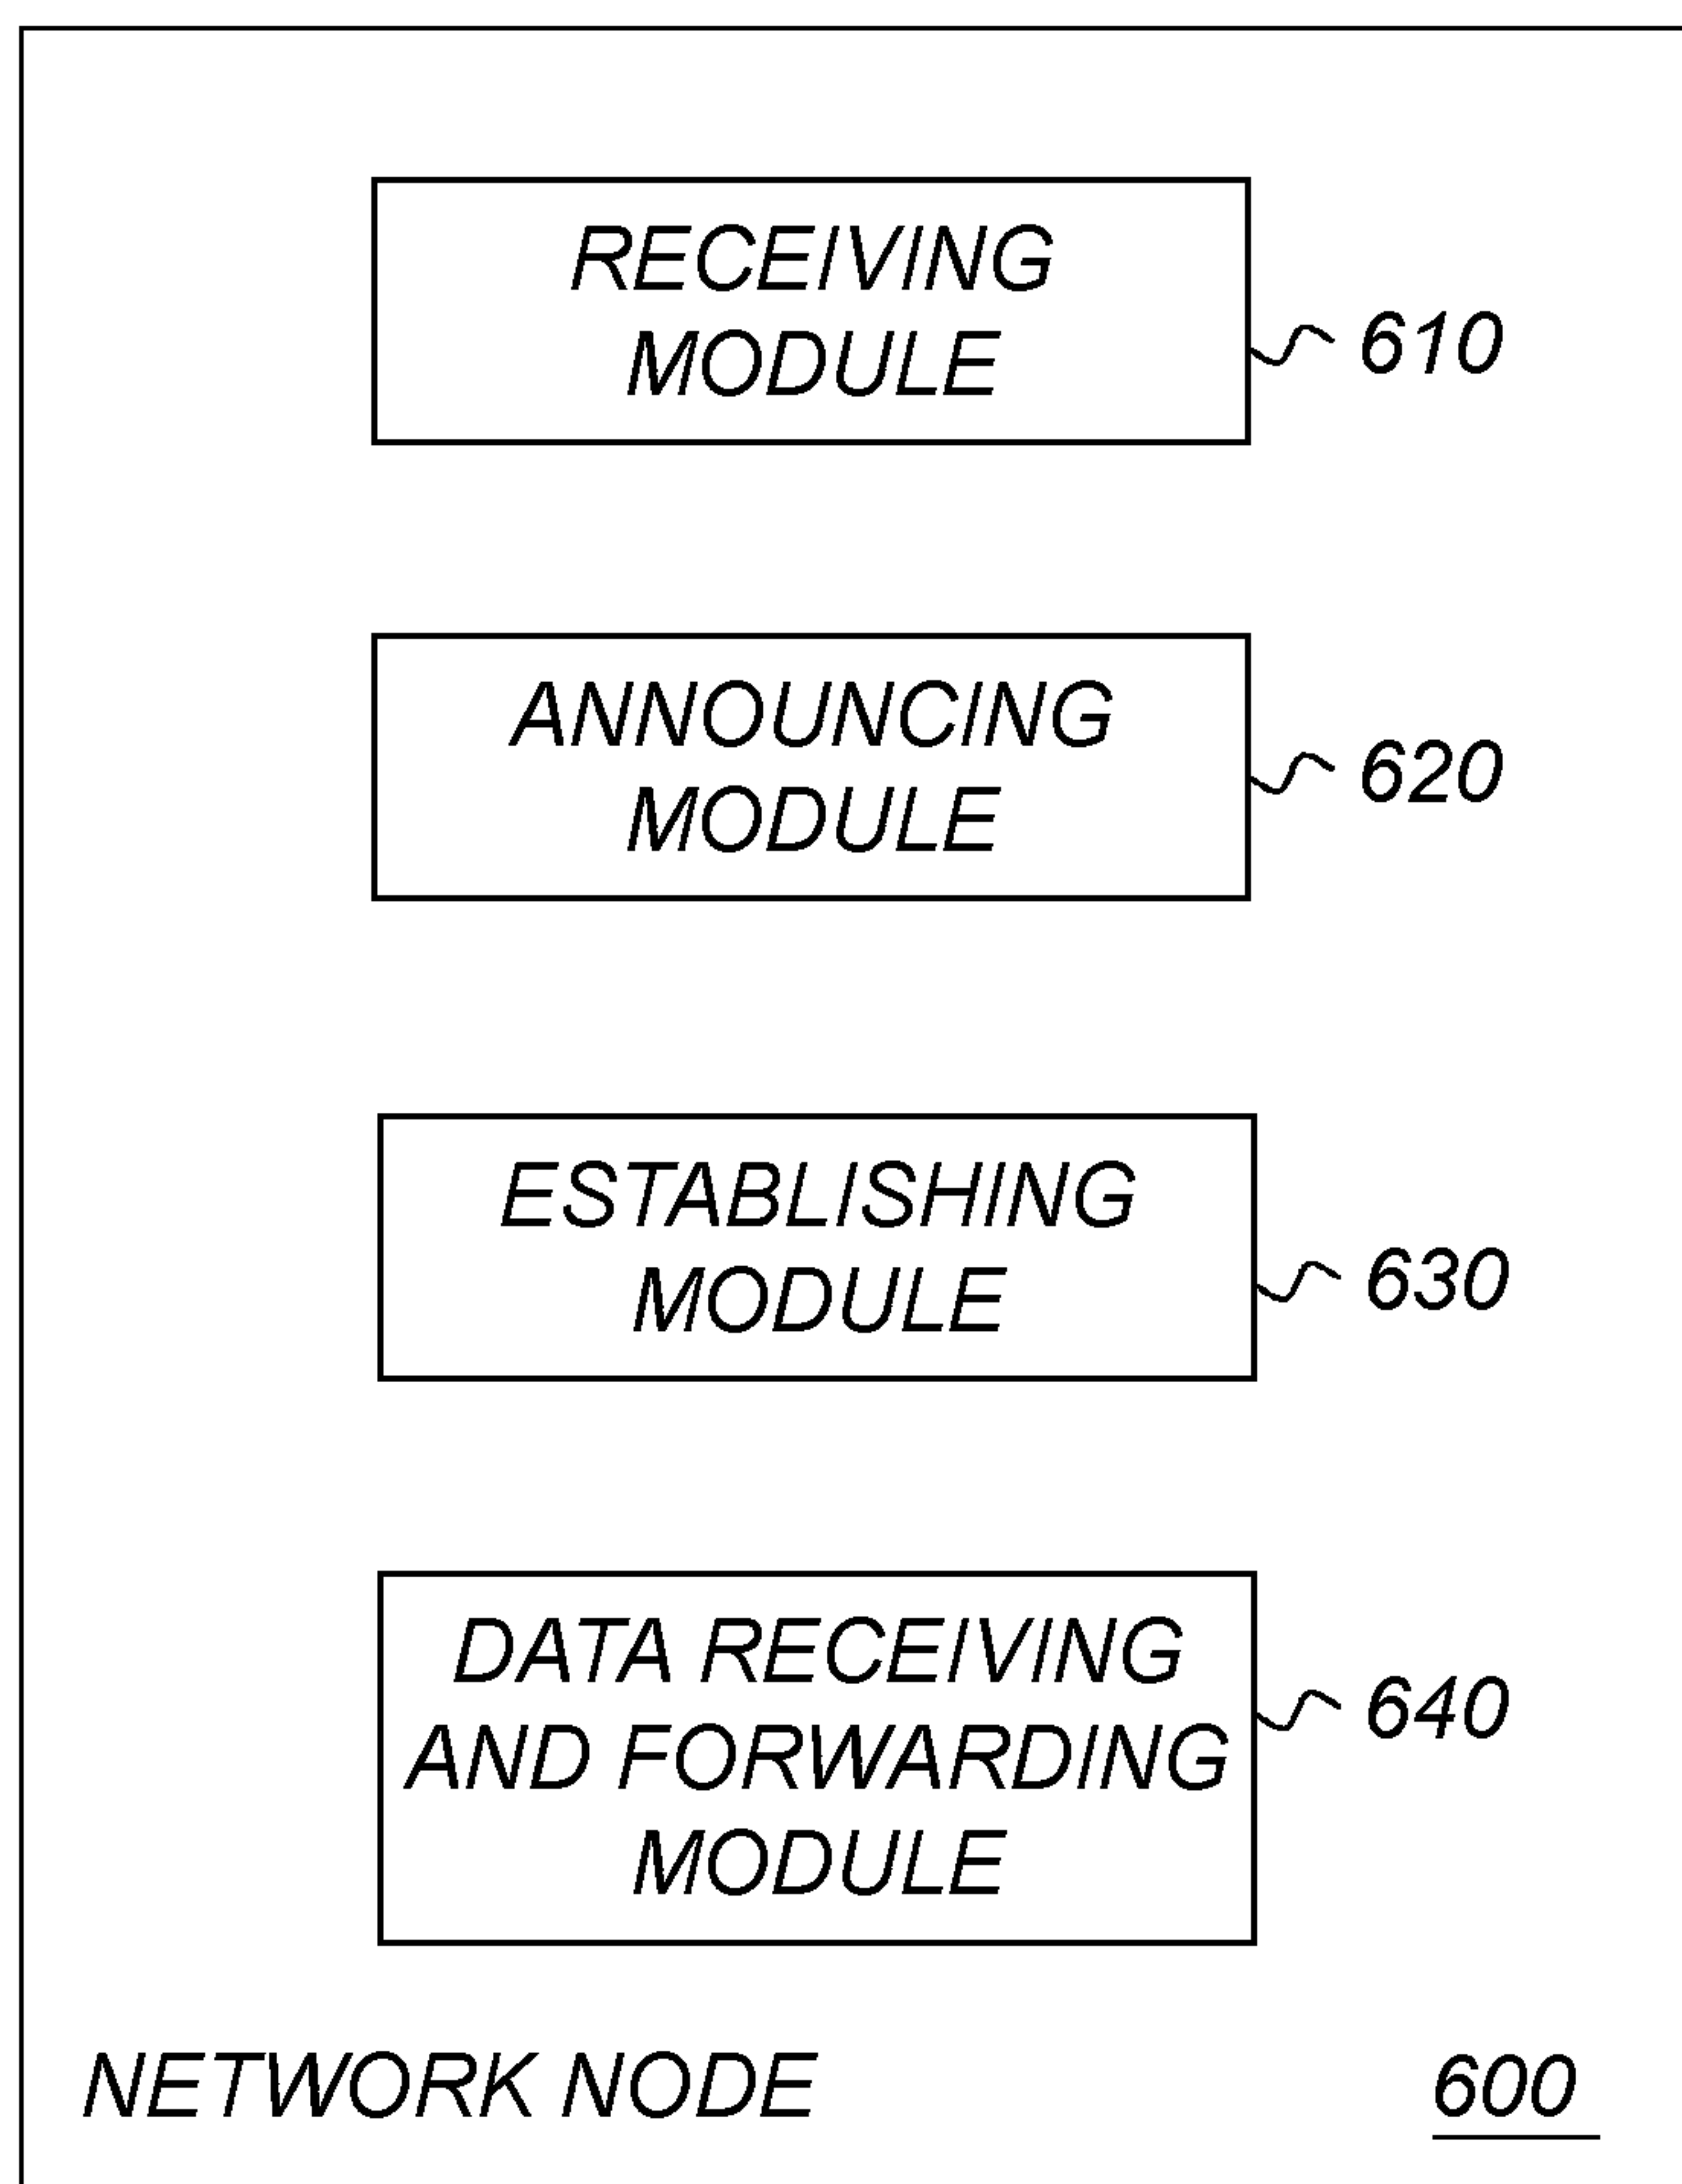 RECEIVING
MODULE
610
ANNOUNCING
MODULE
620
ESTABLISHING
MODULE
630
DATA RECEIVING
AND FORWARDING
MODULE
640
NETWORK NODE
600